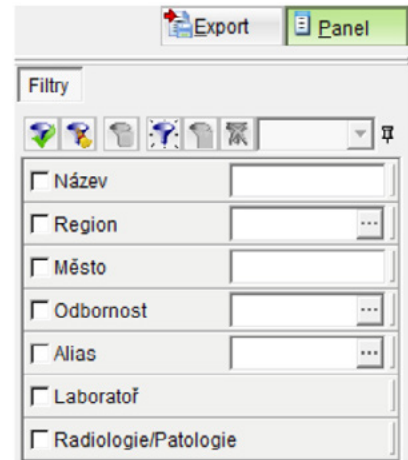 Export Panel
Filtry
Název
Region ...
Město
Odbornost ...
Alias ...
Laboratoř
Radiologie/Patologie